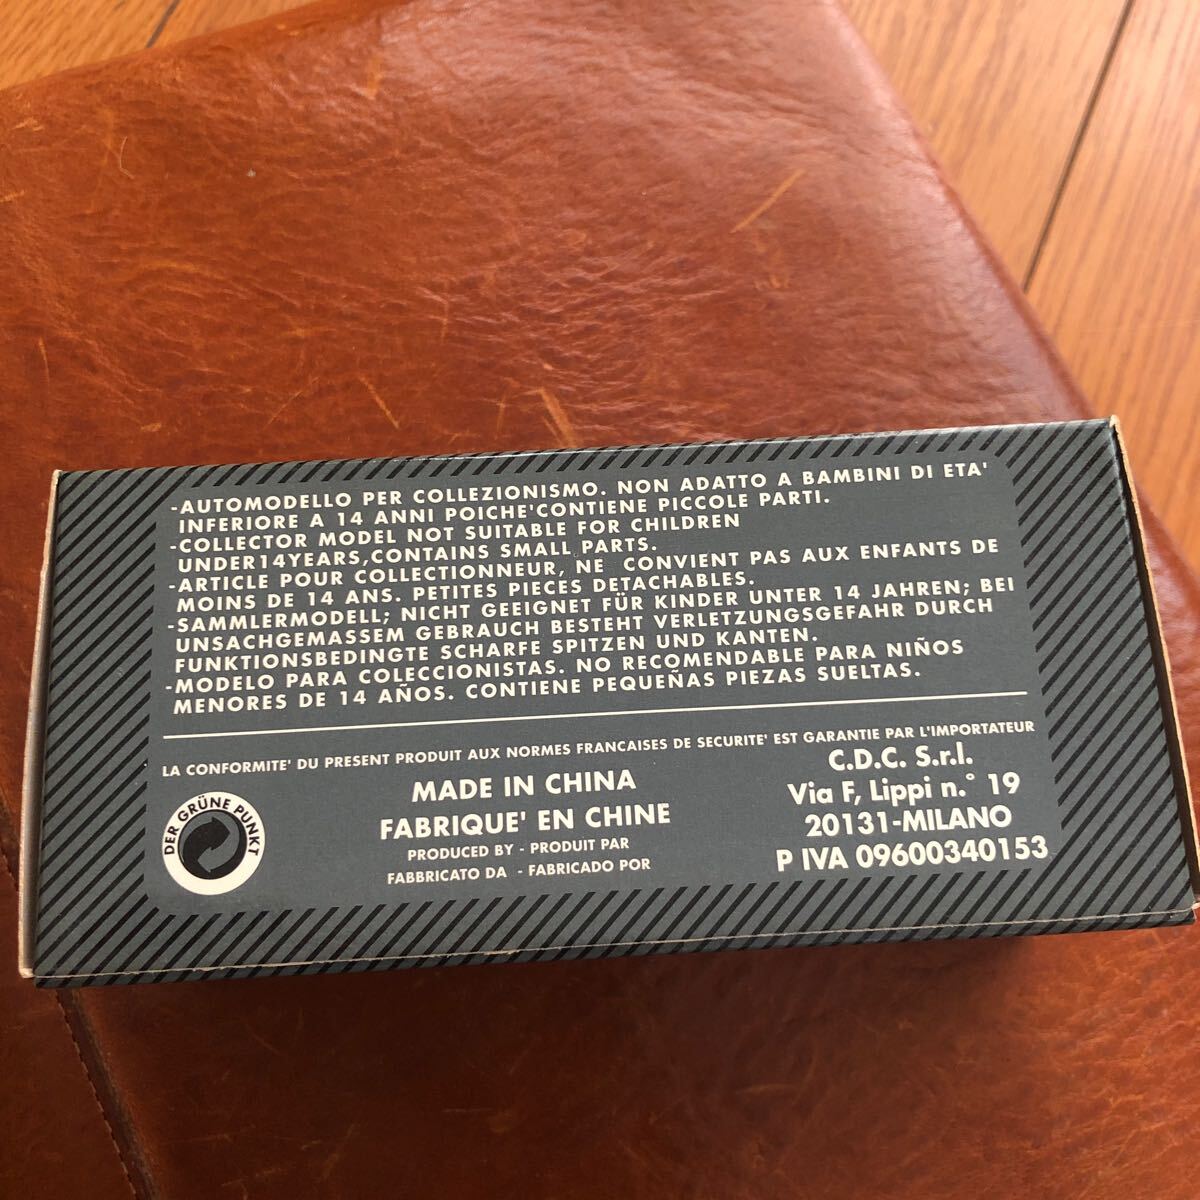 -AUTOMODELLO PER COLLEZIONISMO. NON ADATTO A BAMBINI DI ETA'
INFERIORE A 14 ANNI POICHE'CONTIENE PICCOLE PARTI.
-COLLECTOR MODEL NOT SUITABLE FOR CHILDREN
UNDER14YEARS,CONTAINS SMALL PARTS.
-ARTICLE POUR COLLECTIONNEUR, NE CONVIENT PAS AUX ENFANTS DE
MOINS DE 14 ANS. PETITES PIECES DETACHABLES.
-SAMMLERMODELL; NICHT GEEIGNET FÜR KINDER UNTER 14 JAHREN; BEI
UNSACHGEMASSEM GEBRAUCH BESTEHT VERLETZUNGSGEFAHR DURCH
FUNKTIONSBEDINGTE SCHARFE SPITZEN UND KANTEN.
-MODELO PARA COLECCIONISTAS. NO RECOMENDABLE PARA NIÑOS
MENORES DE 14 AÑOS. CONTIENE PEQUEÑAS PIEZAS SUELTAS.
LA CONFORMITE' DU PRESENT PRODUIT AUX NORMES FRANCAISES DE SECURITE' EST GARANTIE PAR L'IMPORTATEUR
DER GRÜNE PUNKT
MADE IN CHINA
FABRIQUE' EN CHINE
PRODUCED BY - PRODUIT PAR
FABBRICATO DA - FABRICADO POR
C.D.C. S.r.l.
Via F, Lippi n.° 19
20131-MILANO
P IVA 09600340153